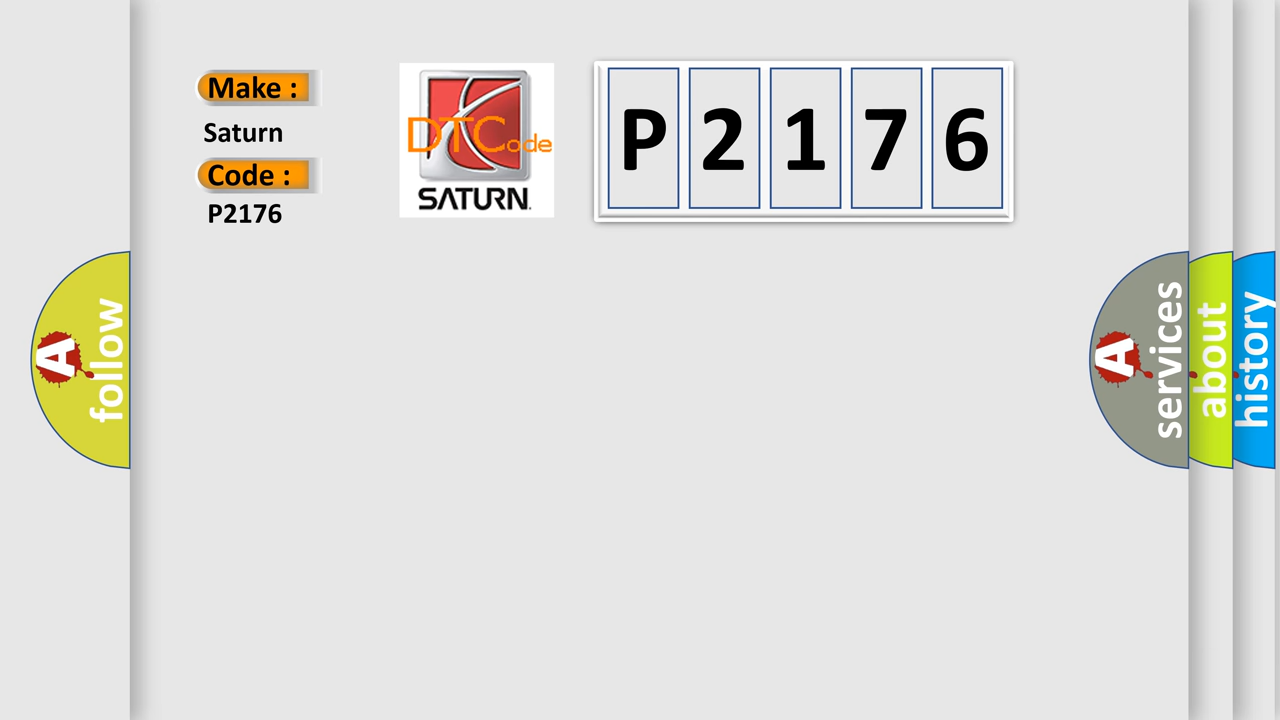 Make :
Saturn
Code :
P2176
DTCode
SATURN
P 2 1 7 6
A follow
A services
about
history